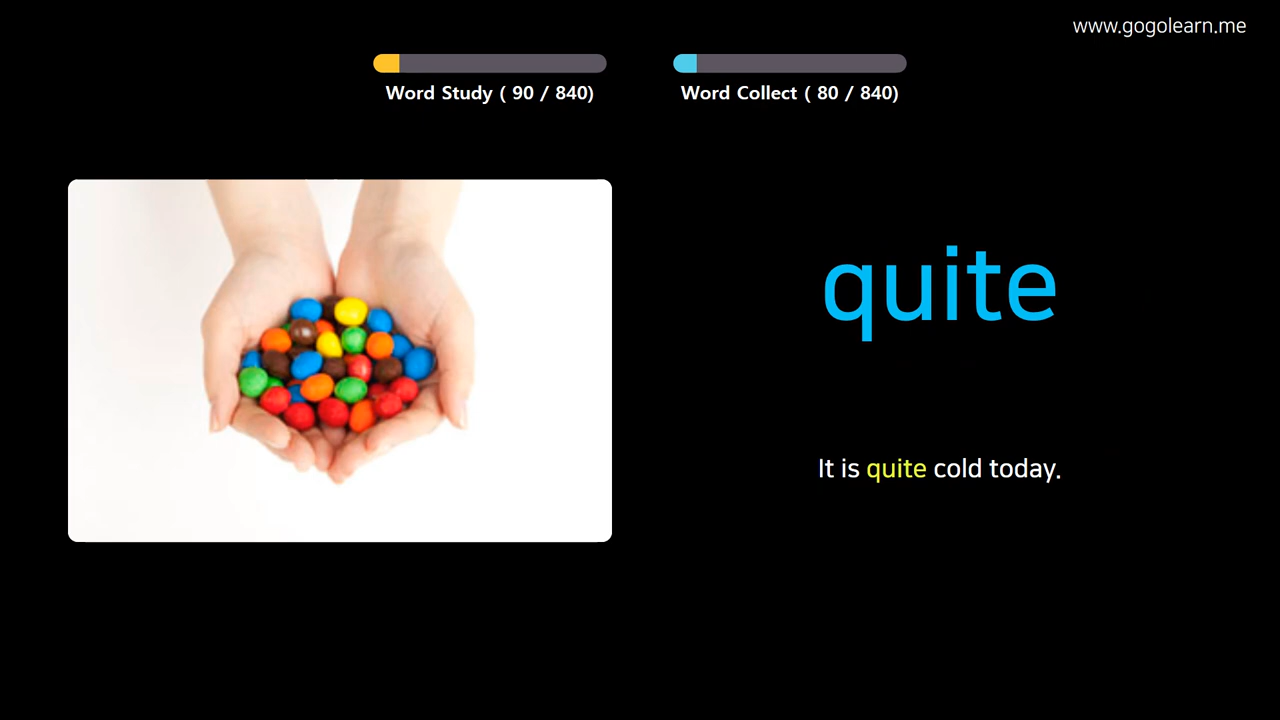 www.gogolearn.me
Word Study ( 90 / 840)
Word Collect ( 80 / 840)
quite
It is quite cold today.